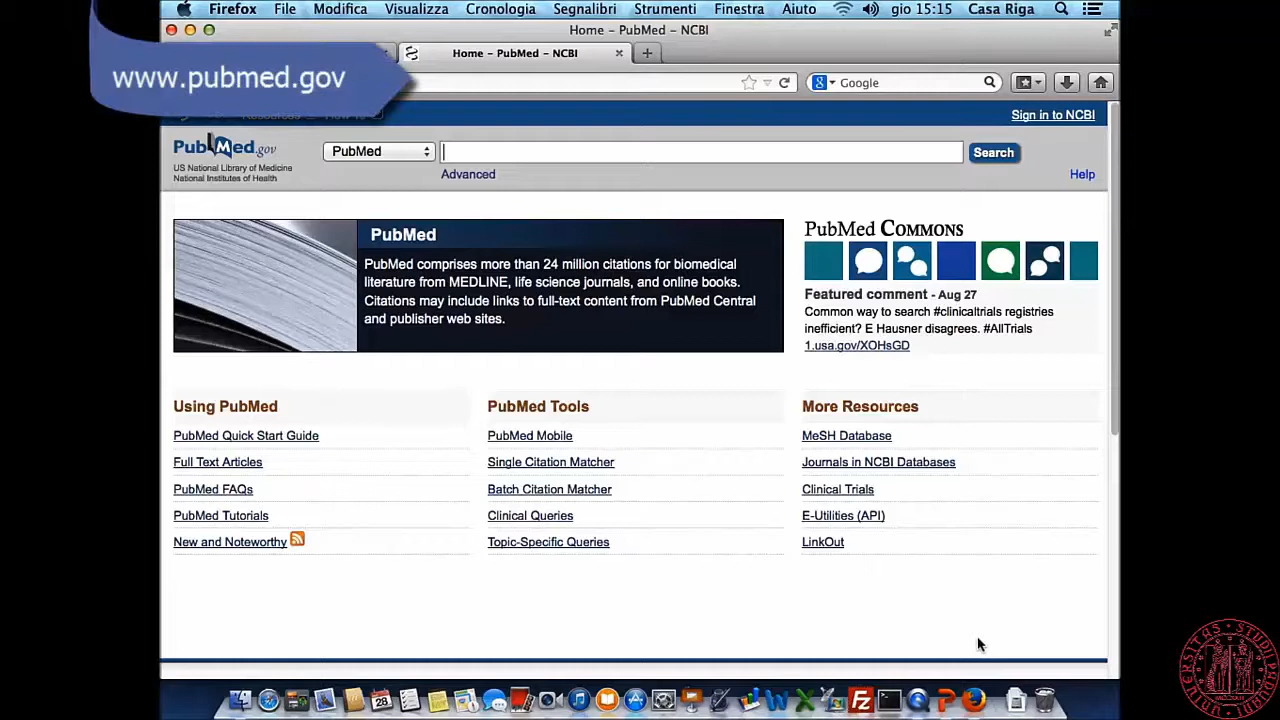 Firefox File Modifica Visualizza Cronologia Segnalibri Strumenti Finestra Aiuto gio 15:15 Casa Riga
Home – PubMed – NCBI
Home – PubMed – NCBI
www.pubmed.gov
Google
Sign in to NCBI
PubMed.gov
US National Library of Medicine
National Institutes of Health
PubMed
Search
Advanced
Help
PubMed
PubMed comprises more than 24 million citations for biomedical
literature from MEDLINE, life science journals, and online books.
Citations may include links to full-text content from PubMed Central
and publisher web sites.
PubMed Commons
Featured comment - Aug 27
Common way to search #clinicaltrials registries
inefficient? E Hausner disagrees. #AllTrials
1.usa.gov/XOHsGD
Using PubMed
PubMed Quick Start Guide
Full Text Articles
PubMed FAQs
PubMed Tutorials
New and Noteworthy
PubMed Tools
PubMed Mobile
Single Citation Matcher
Batch Citation Matcher
Clinical Queries
Topic-Specific Queries
More Resources
MeSH Database
Journals in NCBI Databases
Clinical Trials
E-Utilities (API)
LinkOut
28